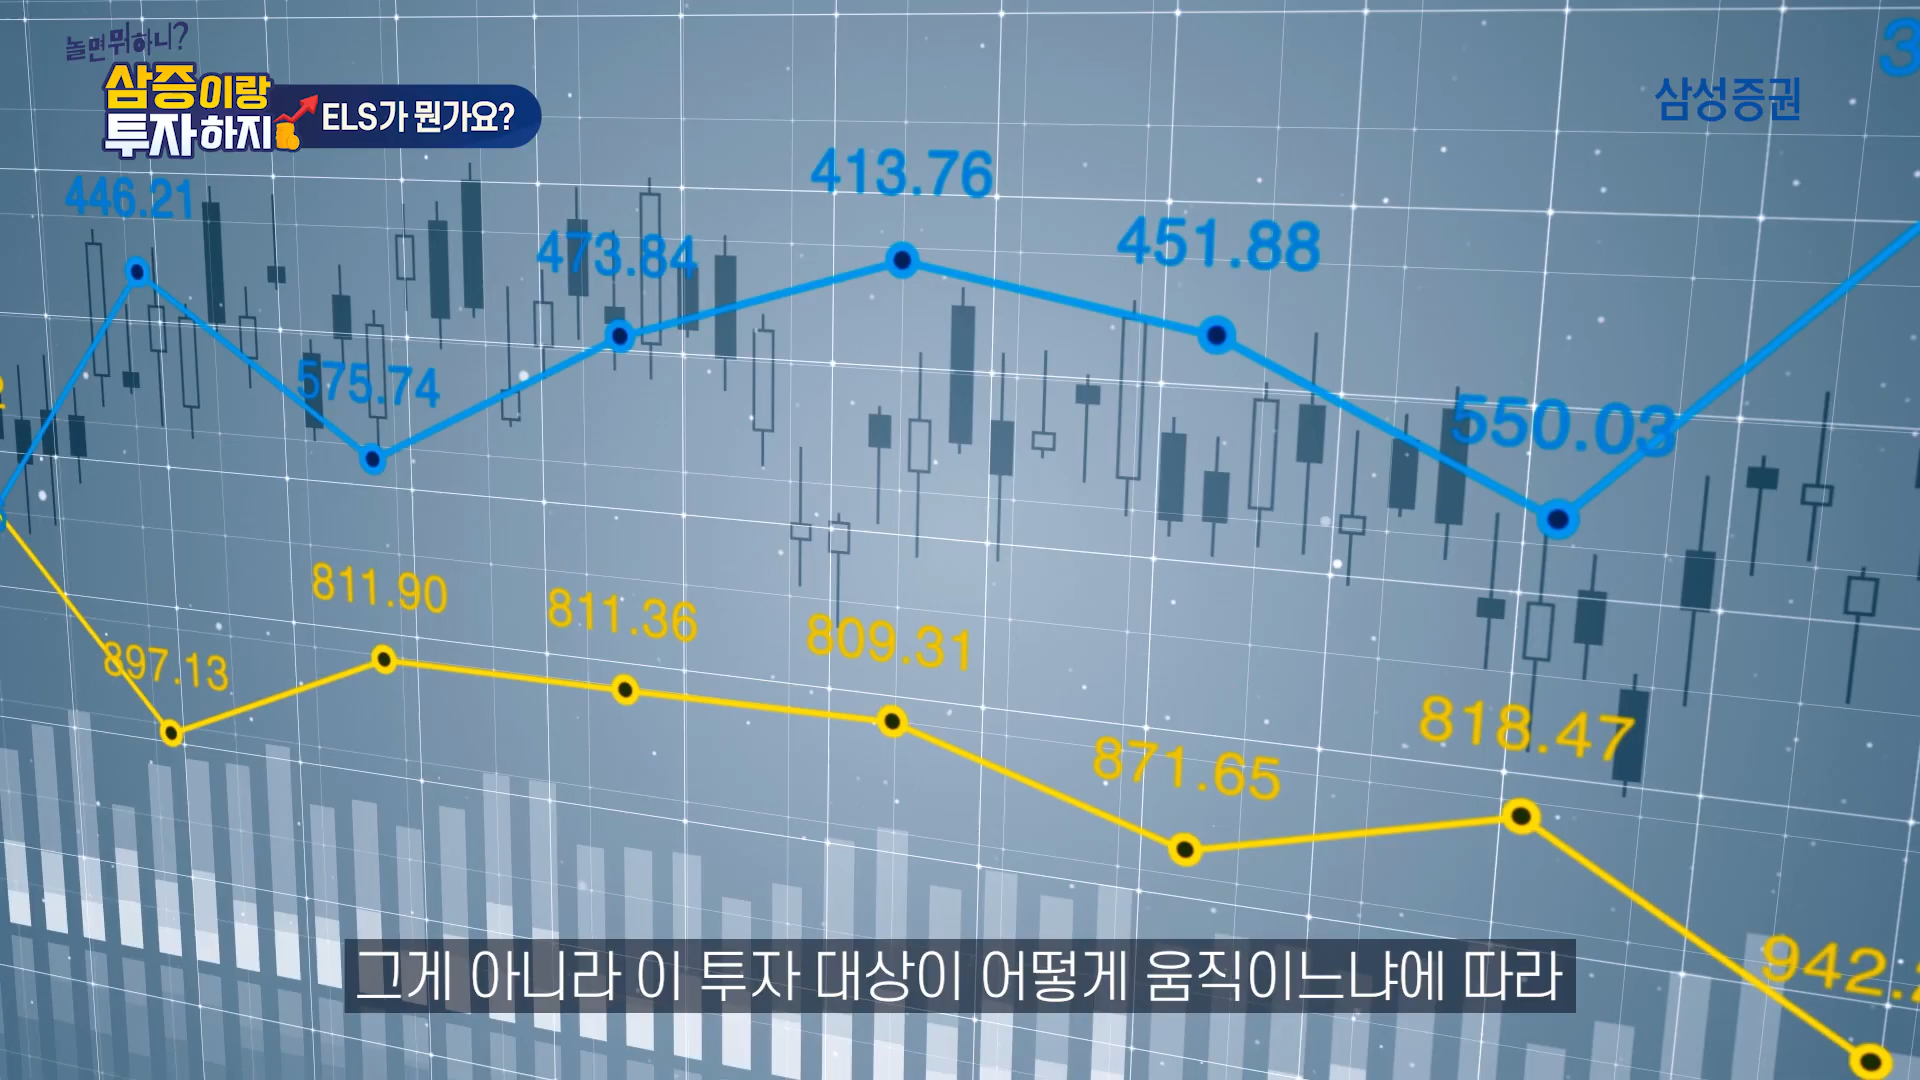 놀면 뭐하니?
삼증이랑
투자하지
ELS가 뭔가요?
삼성증권
446.21
473.84
413.76
451.88
575.74
550.03
811.90
811.36
809.31
897.13
871.65
818.47
그게 아니라 이 투자 대상이 어떻게 움직이느냐에 따라